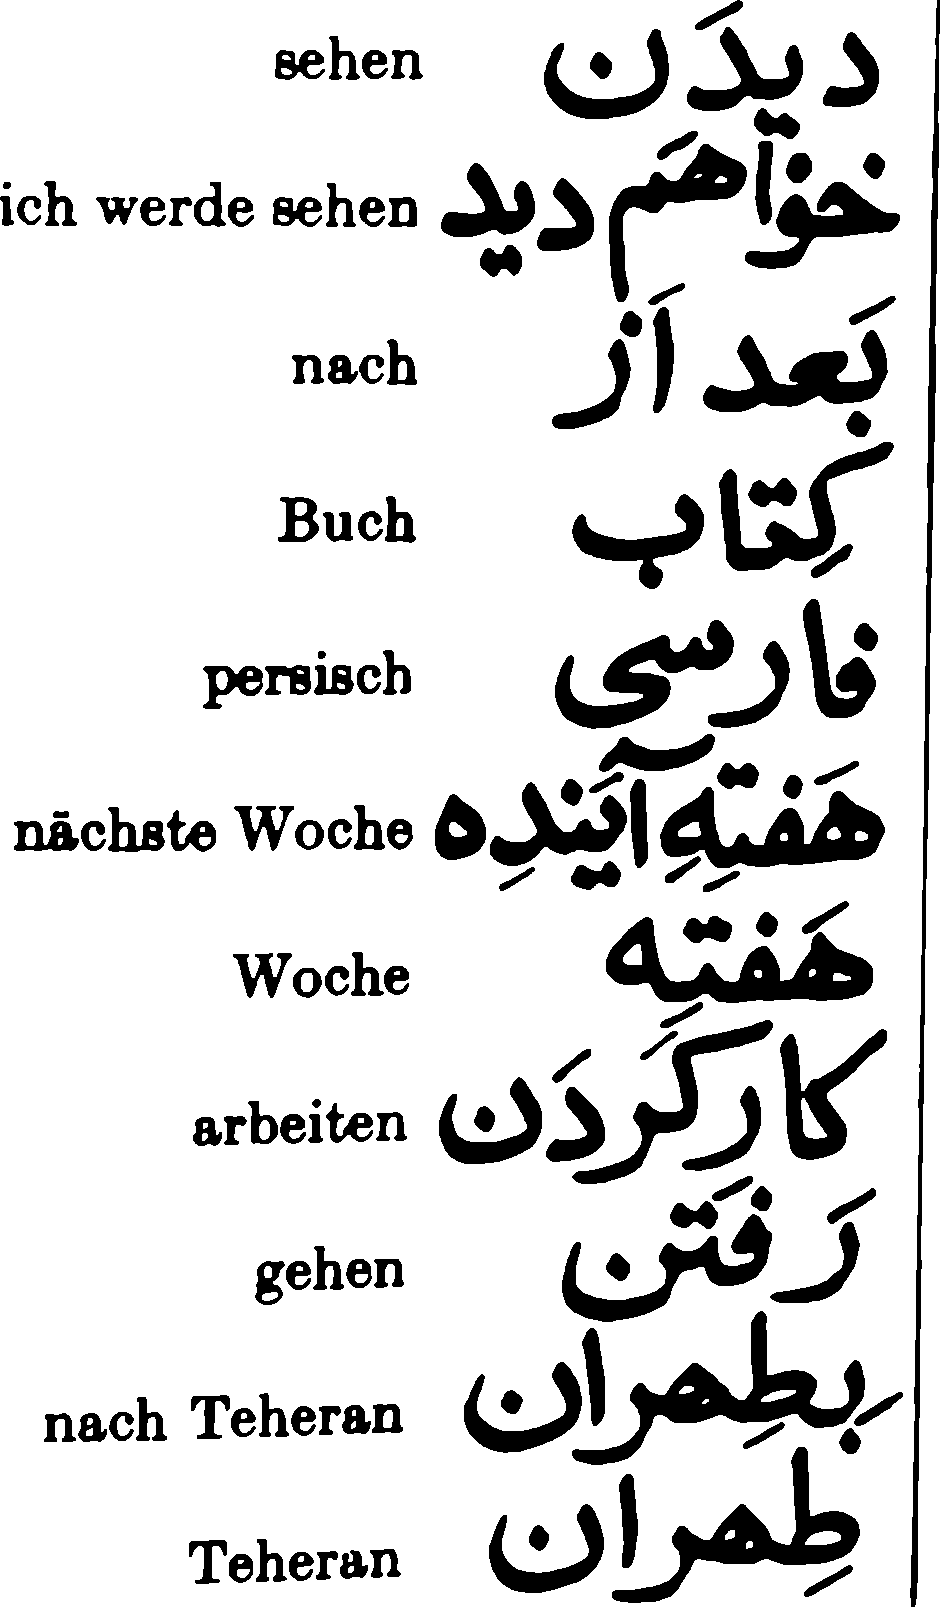 sehen دیدَن
ich werde sehen خواهَم دید
nach بَعد اَز
Buch کِتاب
persisch فارسی
nächste Woche هَفتِهِ آیَندِه
Woche هَفتِه
arbeiten کار کَردَن
gehen رَفتَن
nach Teheran بِطِهران
Teheran طِهران